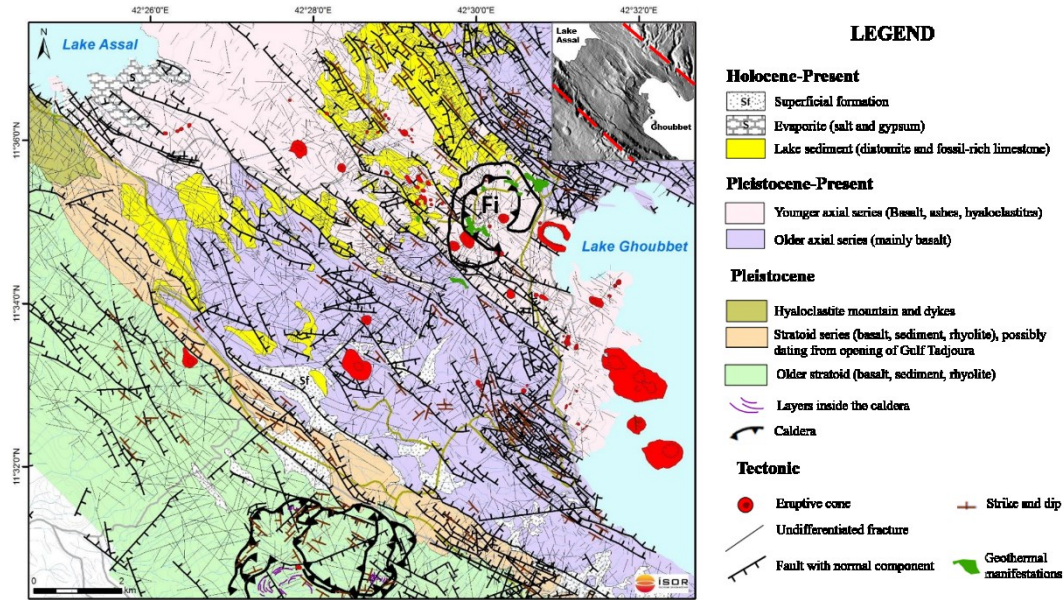 42°26'0"E
42°28'0"E
42°30'0"E
42°32'0"E
N
Lake Assal
S
11°36'0"N
11°34'0"N
11°32'0"N
Fi
Lake Ghoubbet
Sf
0
2
km
ÍSOR
Lake
Assal
Ghoubbet
LEGEND
Holocene-Present
Sf
Superficial formation
S
Evaporite (salt and gypsum)
Lake sediment (diatomite and fossil-rich limestone)
Pleistocene-Present
Younger axial series (Basalt, ashes, hyaloclastites)
Older axial series (mainly basalt)
Pleistocene
Hyaloclastite mountain and dykes
Stratoid series (basalt, sediment, rhyolite), possibly
dating from opening of Gulf Tadjoura
Older stratoid (basalt, sediment, rhyolite)
Layers inside the caldera
Caldera
Tectonic
Eruptive cone
Strike and dip
Undifferentiated fracture
Fault with normal component
Geothermal
manifestations